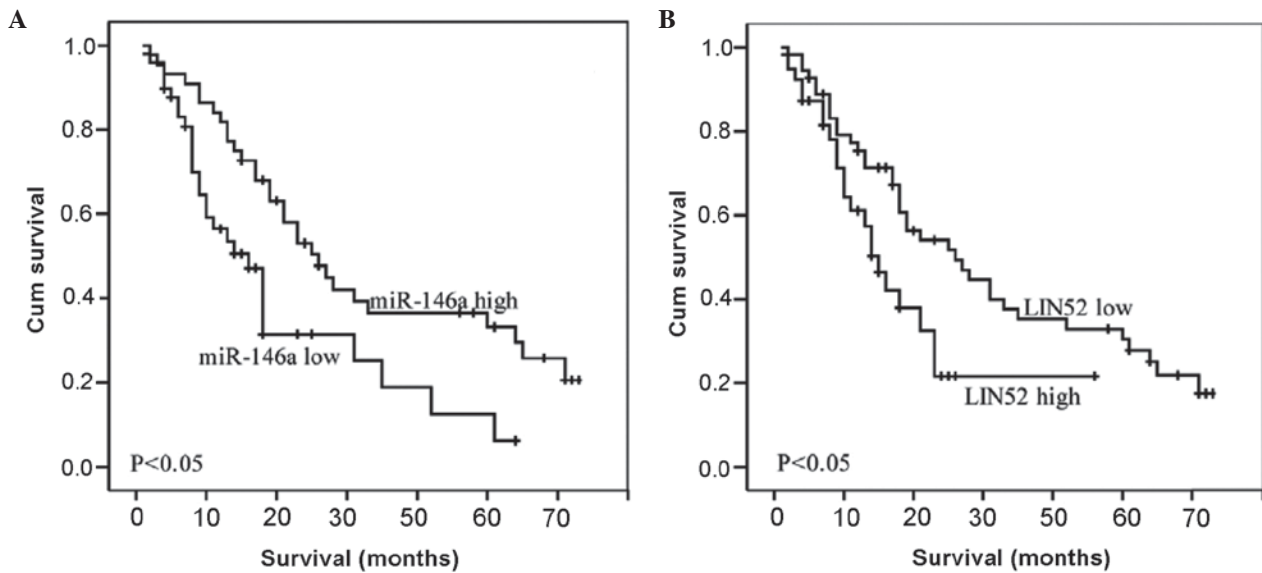 A
Cum survival
1.0
0.8
0.6
0.4
0.2
0.0
miR-146a high
miR-146a low
P<0.05
0 10 20 30 40 50 60 70
Survival (months)
B
Cum survival
1.0
0.8
0.6
0.4
0.2
0.0
LIN52 low
LIN52 high
P<0.05
0 10 20 30 40 50 60 70
Survival (months)